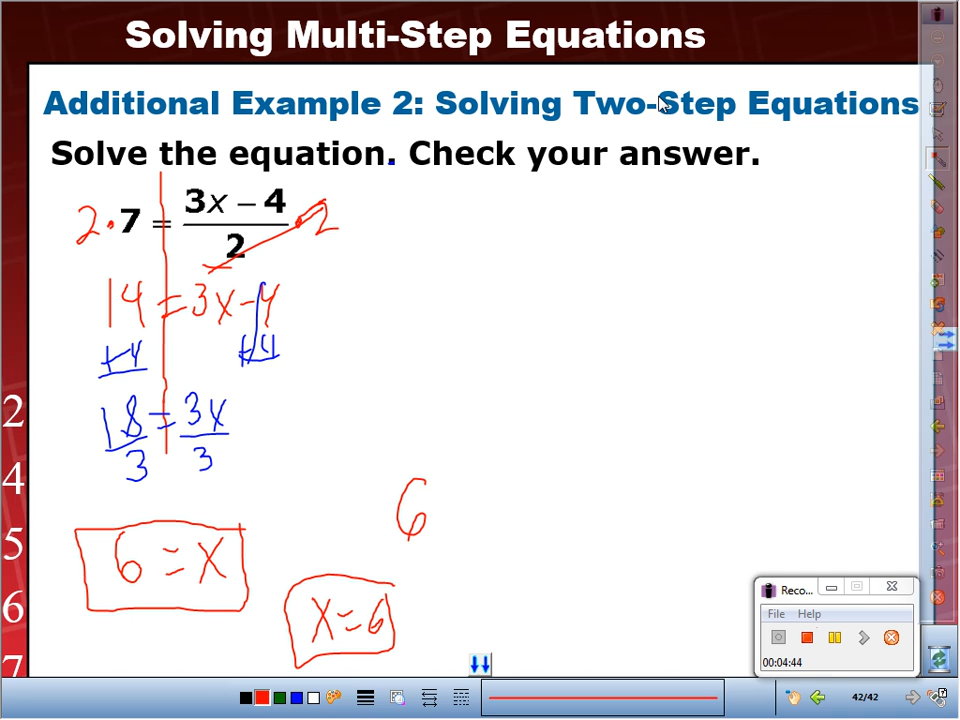 Solving Multi-Step Equations
Additional Example 2: Solving Two-Step Equations
Solve the equation. Check your answer.
2 · 7 = 3x – 4 · 2
2
14 = 3x - 4
+4 +4
18 = 3x
3 3
6
6 = x
x = 6
2
4
5
6
7
Reco...
File Help
00:04:44
42/42